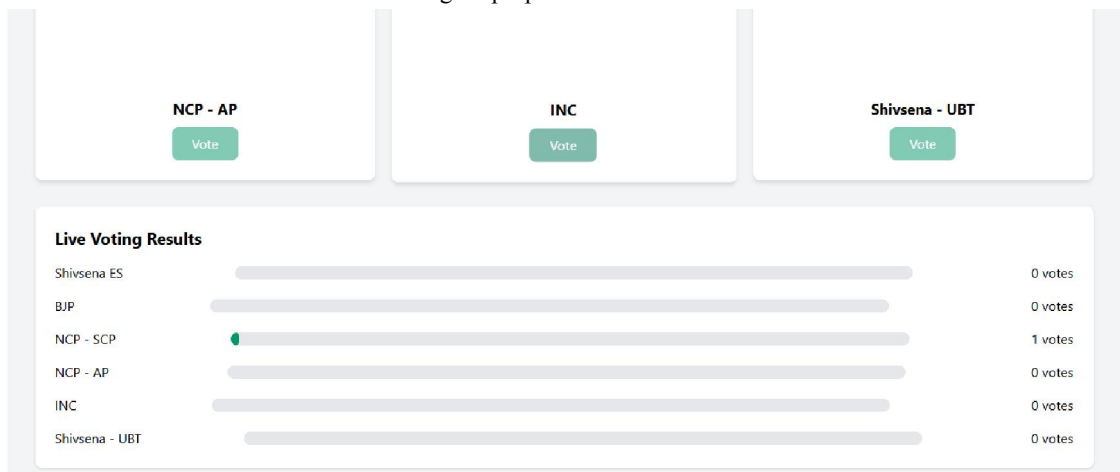 NCP - AP INC Shivsena - UBT
Vote Vote Vote
Live Voting Results
Shivsena ES 0 votes
BJP 0 votes
NCP - SCP 1 votes
NCP - AP 0 votes
INC 0 votes
Shivsena - UBT 0 votes